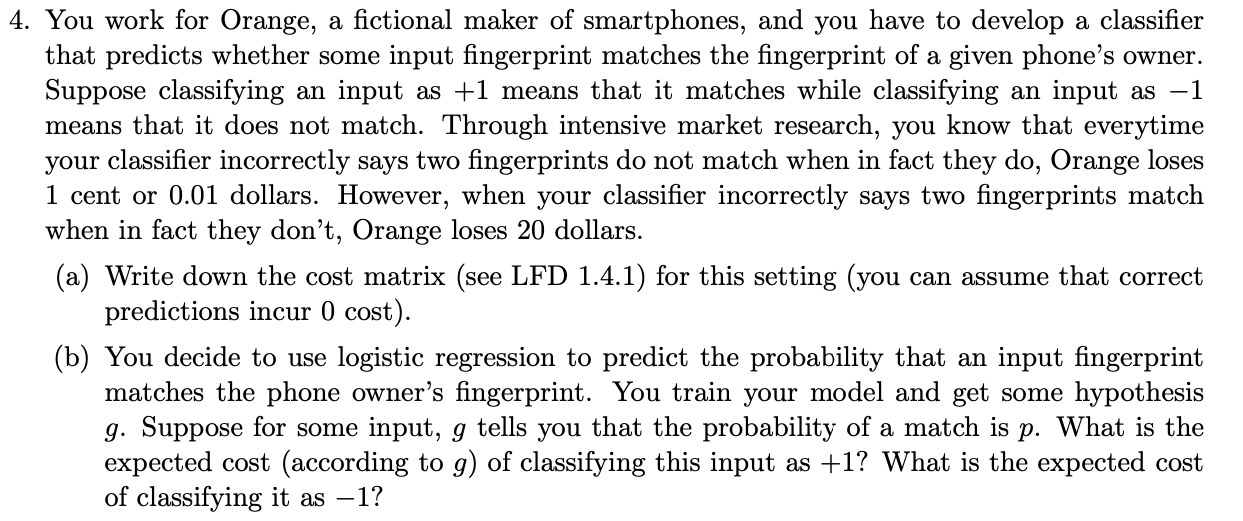 4. You work for Orange, a fictional maker of smartphones, and you have to develop a classifier
that predicts whether some input fingerprint matches the fingerprint of a given phone's owner.
Suppose classifying an input as +1 means that it matches while classifying an input as −1
means that it does not match. Through intensive market research, you know that everytime
your classifier incorrectly says two fingerprints do not match when in fact they do, Orange loses
1 cent or 0.01 dollars. However, when your classifier incorrectly says two fingerprints match
when in fact they don't, Orange loses 20 dollars.
(a) Write down the cost matrix (see LFD 1.4.1) for this setting (you can assume that correct
predictions incur 0 cost).
(b) You decide to use logistic regression to predict the probability that an input fingerprint
matches the phone owner's fingerprint. You train your model and get some hypothesis
g. Suppose for some input, g tells you that the probability of a match is p. What is the
expected cost (according to g) of classifying this input as +1? What is the expected cost
of classifying it as −1?